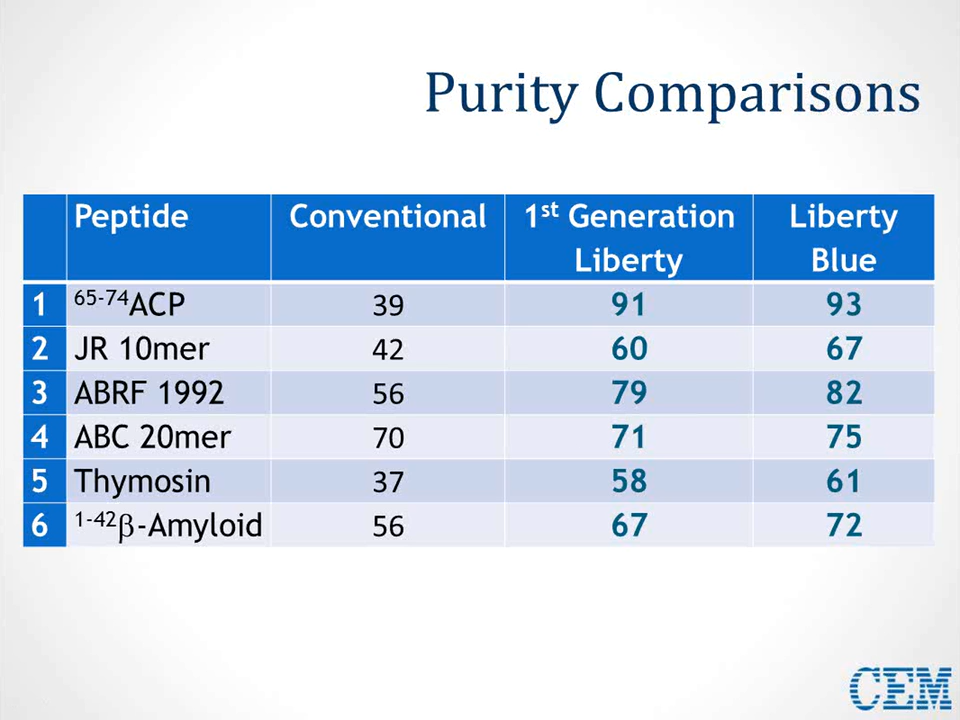 Purity Comparisons
Peptide Conventional 1st Generation Liberty Liberty Blue
1 65-74ACP 39 91 93
2 JR 10mer 42 60 67
3 ABRF 1992 56 79 82
4 ABC 20mer 70 71 75
5 Thymosin 37 58 61
6 1-42β-Amyloid 56 67 72
CEM